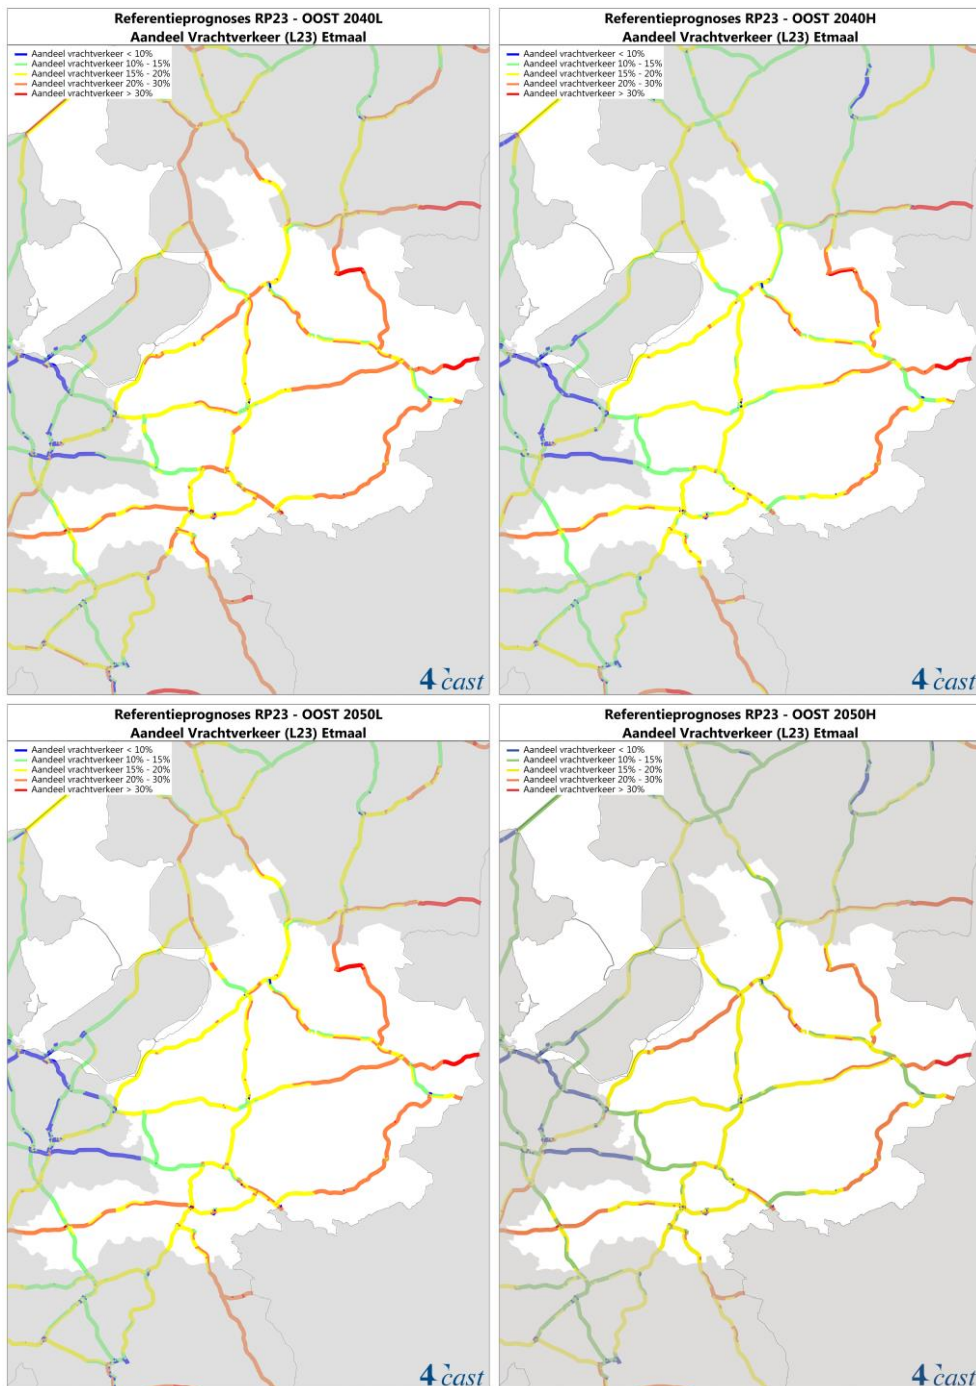 Referentieprognoses RP23 - OOST 2040L
Aandeel Vrachtverkeer (L23) Etmaal
Aandeel vrachtverkeer < 10%
Aandeel vrachtverkeer 10% - 15%
Aandeel vrachtverkeer 15% - 20%
Aandeel vrachtverkeer 20% - 30%
Aandeel vrachtverkeer > 30%
4cast
Referentieprognoses RP23 - OOST 2040H
Aandeel Vrachtverkeer (L23) Etmaal
Aandeel vrachtverkeer < 10%
Aandeel vrachtverkeer 10% - 15%
Aandeel vrachtverkeer 15% - 20%
Aandeel vrachtverkeer 20% - 30%
Aandeel vrachtverkeer > 30%
4cast
Referentieprognoses RP23 - OOST 2050L
Aandeel Vrachtverkeer (L23) Etmaal
Aandeel vrachtverkeer < 10%
Aandeel vrachtverkeer 10% - 15%
Aandeel vrachtverkeer 15% - 20%
Aandeel vrachtverkeer 20% - 30%
Aandeel vrachtverkeer > 30%
4cast
Referentieprognoses RP23 - OOST 2050H
Aandeel Vrachtverkeer (L23) Etmaal
Aandeel vrachtverkeer < 10%
Aandeel vrachtverkeer 10% - 15%
Aandeel vrachtverkeer 15% - 20%
Aandeel vrachtverkeer 20% - 30%
Aandeel vrachtverkeer > 30%
4cast